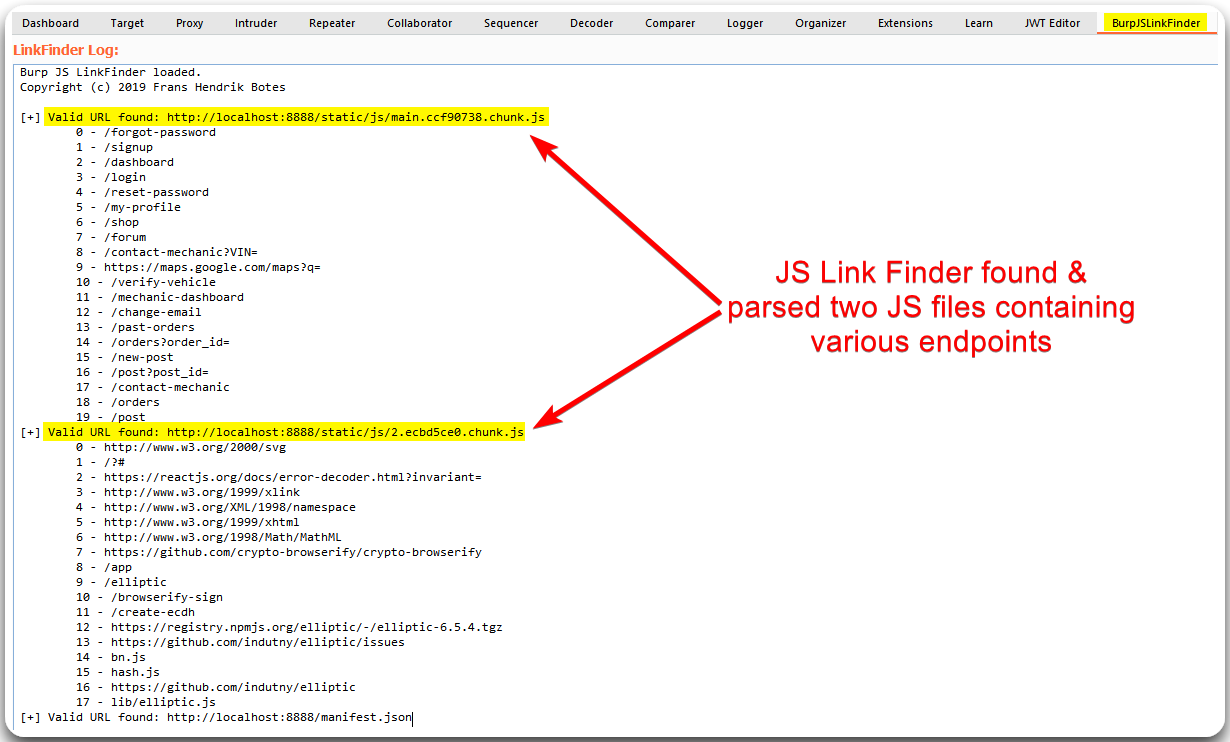 Dashboard Target Proxy Intruder Repeater Collaborator Sequencer Decoder Comparer Logger Organizer Extensions Learn JWT Editor BurpJSLinkFinder
LinkFinder Log:
Burp JS LinkFinder loaded.
Copyright (c) 2019 Frans Hendrik Botes
[+] Valid URL found: http://localhost:8888/static/js/main.ccf90738.chunk.js
0 - /forgot-password
1 - /signup
2 - /dashboard
3 - /login
4 - /reset-password
5 - /my-profile
6 - /shop
7 - /forum
8 - /contact-mechanic?VIN=
9 - https://maps.google.com/maps?q=
10 - /verify-vehicle
11 - /mechanic-dashboard
12 - /change-email
13 - /past-orders
14 - /orders?order_id=
15 - /new-post
16 - /post?post_id=
17 - /contact-mechanic
18 - /orders
19 - /post
[+] Valid URL found: http://localhost:8888/static/js/2.ecbd5ce0.chunk.js
0 - http://www.w3.org/2000/svg
1 - /?#
2 - https://reactjs.org/docs/error-decoder.html?invariant=
3 - http://www.w3.org/1999/xlink
4 - http://www.w3.org/XML/1998/namespace
5 - http://www.w3.org/1999/xhtml
6 - http://www.w3.org/1998/Math/MathML
7 - https://github.com/crypto-browserify/crypto-browserify
8 - /app
9 - /elliptic
10 - /browserify-sign
11 - /create-ecdh
12 - https://registry.npmjs.org/elliptic/-/elliptic-6.5.4.tgz
13 - https://github.com/indutny/elliptic/issues
14 - bn.js
15 - hash.js
16 - https://github.com/indutny/elliptic
17 - lib/elliptic.js
[+] Valid URL found: http://localhost:8888/manifest.json
JS Link Finder found &
parsed two JS files containing
various endpoints